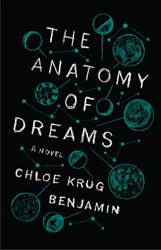 THE
ANATOMY
OF
DREAMS
A NOVEL
CHLOE KRUG
BENJAMIN